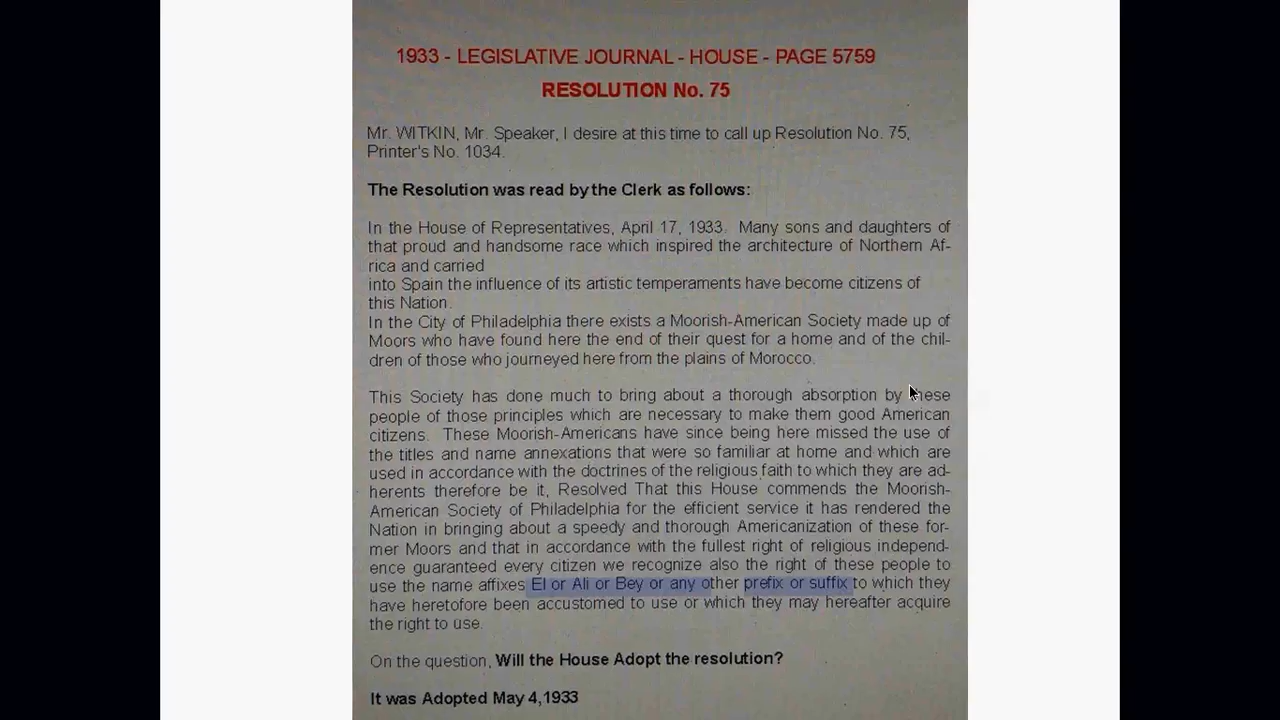 1933 - LEGISLATIVE JOURNAL - HOUSE - PAGE 5759
RESOLUTION No. 75
Mr. WITKIN, Mr. Speaker, I desire at this time to call up Resolution No. 75,
Printer's No. 1034.
The Resolution was read by the Clerk as follows:
In the House of Representatives, April 17, 1933. Many sons and daughters of
that proud and handsome race which inspired the architecture of Northern Af-
rica and carried
into Spain the influence of its artistic temperaments have become citizens of
this Nation.
In the City of Philadelphia there exists a Moorish-American Society made up of
Moors who have found here the end of their quest for a home and of the chil-
dren of those who journeyed here from the plains of Morocco.
This Society has done much to bring about a thorough absorption by these
people of those principles which are necessary to make them good American
citizens. These Moorish-Americans have since being here missed the use of
the titles and name annexations that were so familiar at home and which are
used in accordance with the doctrines of the religious faith to which they are ad-
herents therefore be it, Resolved That this House commends the Moorish-
American Society of Philadelphia for the efficient service it has rendered the
Nation in bringing about a speedy and thorough Americanization of these for-
mer Moors and that in accordance with the fullest right of religious independ-
ence guaranteed every citizen we recognize also the right of these people to
use the name affixes El or Ali or Bey or any other prefix or suffix to which they
have heretofore been accustomed to use or which they may hereafter acquire
the right to use.
On the question, Will the House Adopt the resolution?
It was Adopted May 4,1933